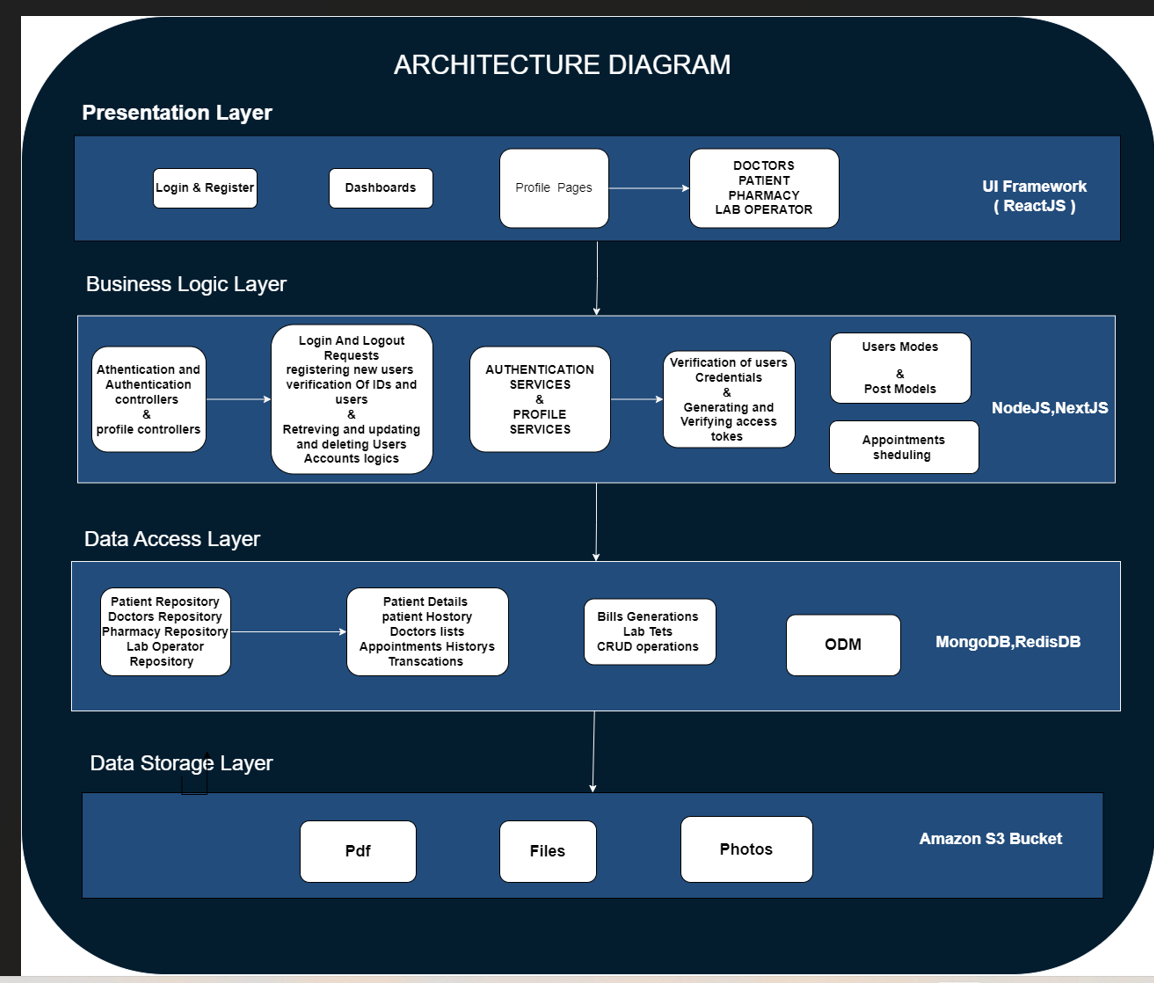 ARCHITECTURE DIAGRAM
Presentation Layer
Login & Register
Dashboards
Profile Pages
DOCTORS
PATIENT
PHARMACY
LAB OPERATOR
UI Framework
( ReactJS )
Business Logic Layer
Athentication and
Authentication
controllers
&
profile controllers
Login And Logout
Requests
registering new users
verification Of IDs and
users
&
Retreving and updating
and deleting Users
Accounts logics
AUTHENTICATION
SERVICES
&
PROFILE
SERVICES
Verification of users
Credentials
&
Generating and
Verifying access
tokes
Users Modes
&
Post Models
Appointments
sheduling
NodeJS,NextJS
Data Access Layer
Patient Repository
Doctors Repository
Pharmacy Repository
Lab Operator
Repository
Patient Details
patient Hostory
Doctors lists
Appointments Historys
Transcations
Bills Generations
Lab Tets
CRUD operations
ODM
MongoDB,RedisDB
Data Storage Layer
Pdf
Files
Photos
Amazon S3 Bucket